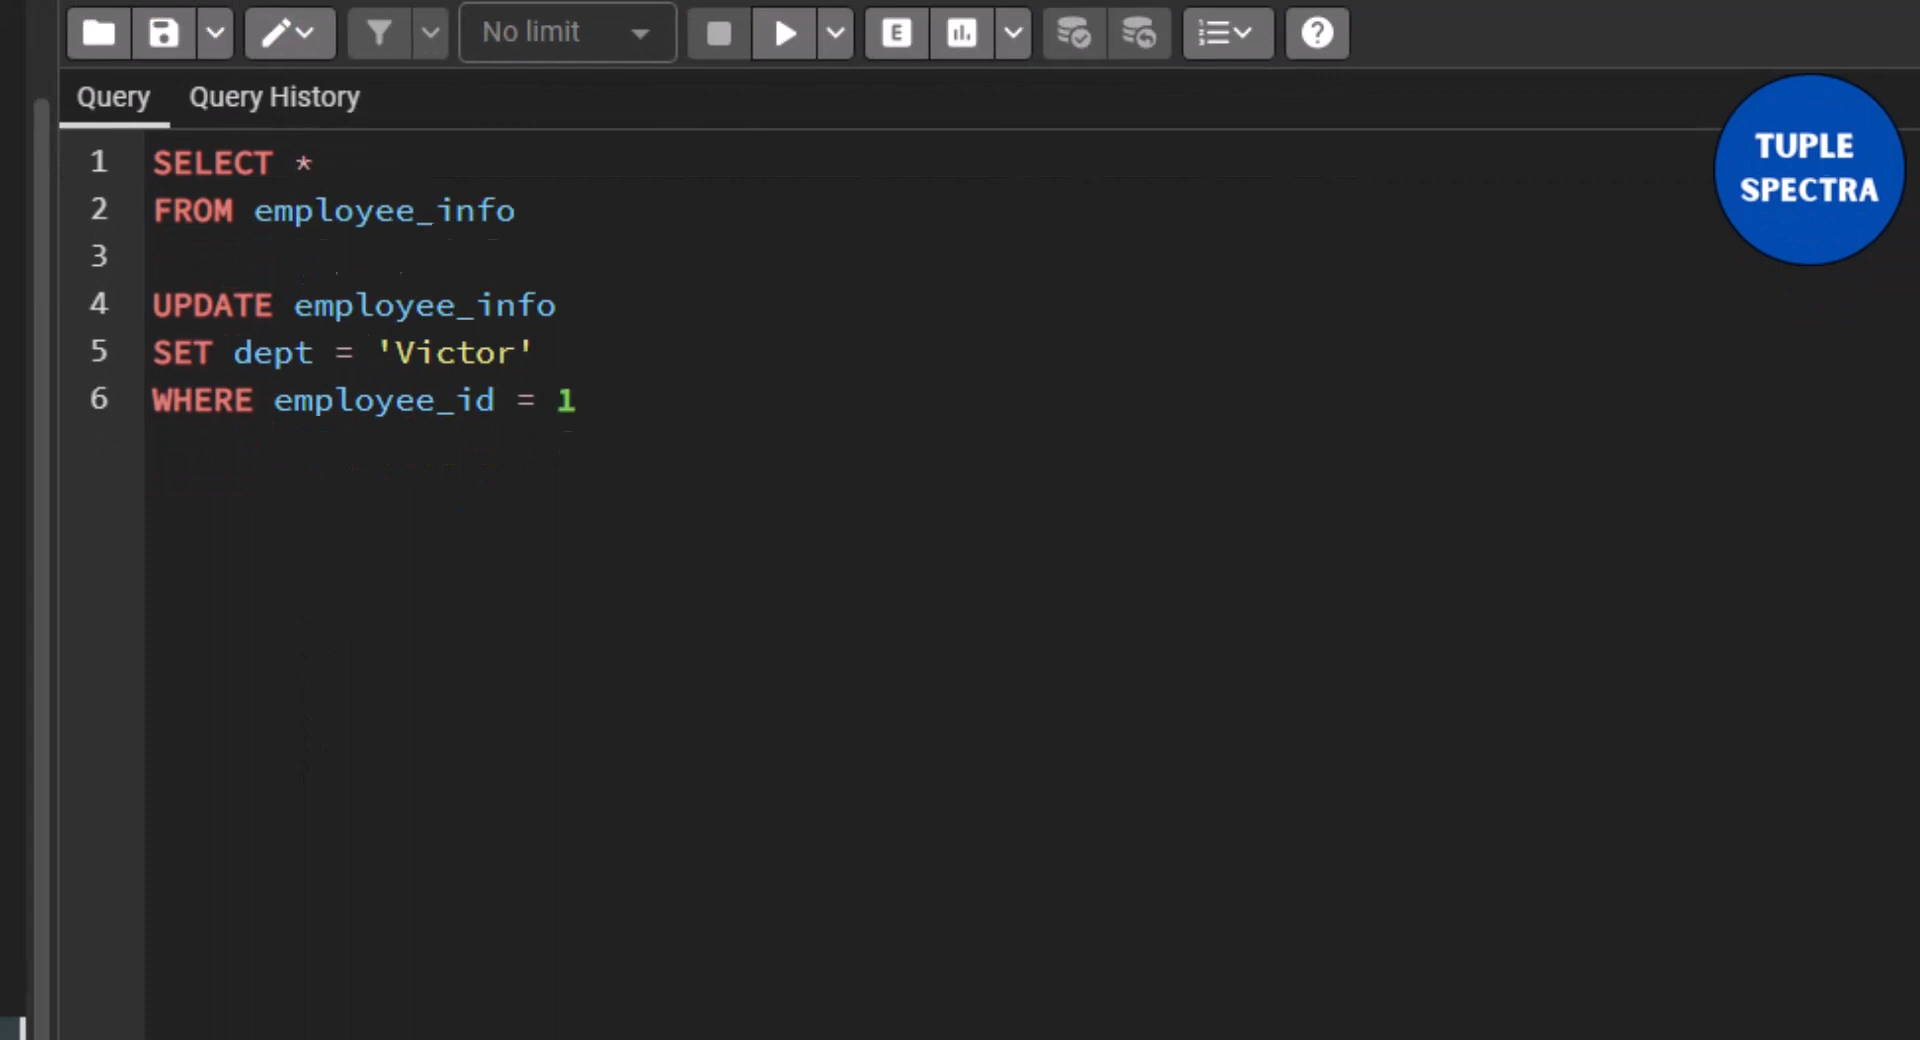 No limit
E
?
Query Query History
TUPLE
SPECTRA
1 SELECT *
2 FROM employee_info
3
4 UPDATE employee_info
5 SET dept = 'Victor'
6 WHERE employee_id = 1